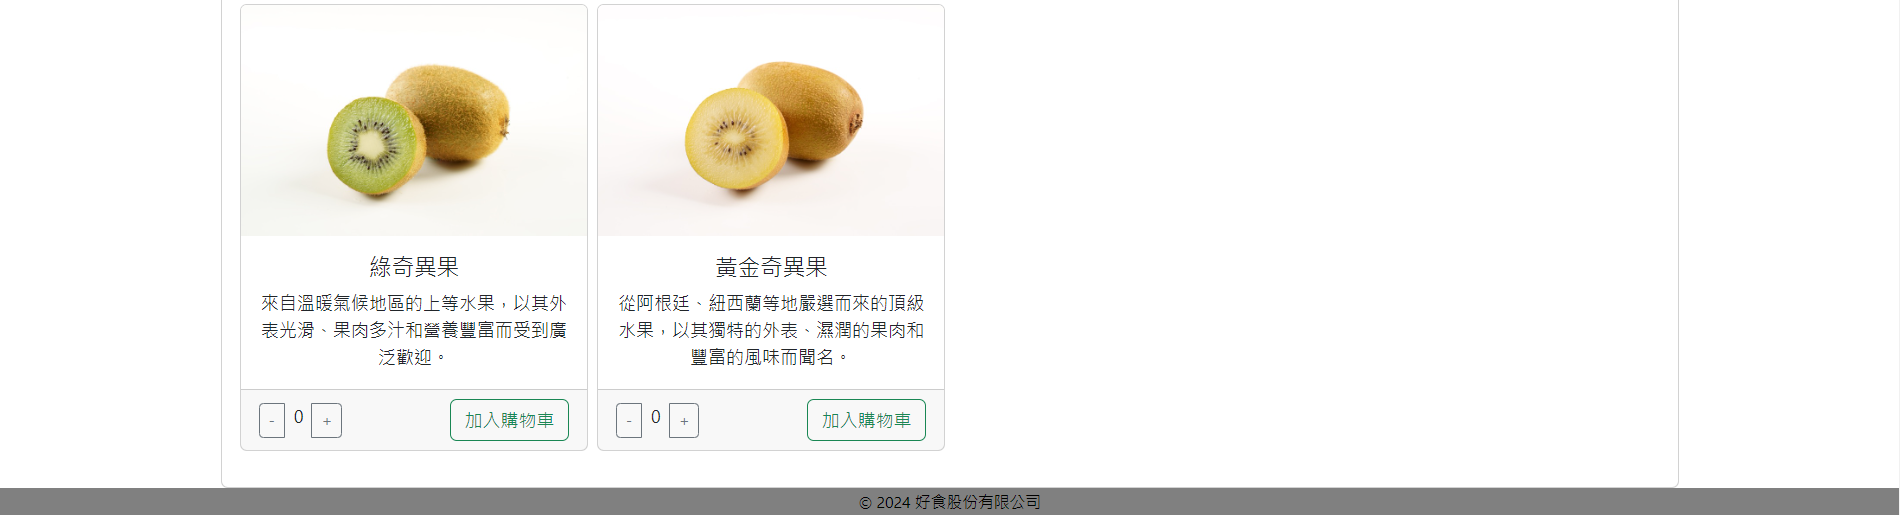 綠奇異果
來自溫暖氣候地區的上等水果，以其外
表光滑、果肉多汁和營養豐富而受到廣
泛歡迎。
- 0 + 加入購物車
黃金奇異果
從阿根廷、紐西蘭等地嚴選而來的頂級
水果，以其獨特的外表、濕潤的果肉和
豐富的風味而聞名。
- 0 + 加入購物車
© 2024 好食股份有限公司